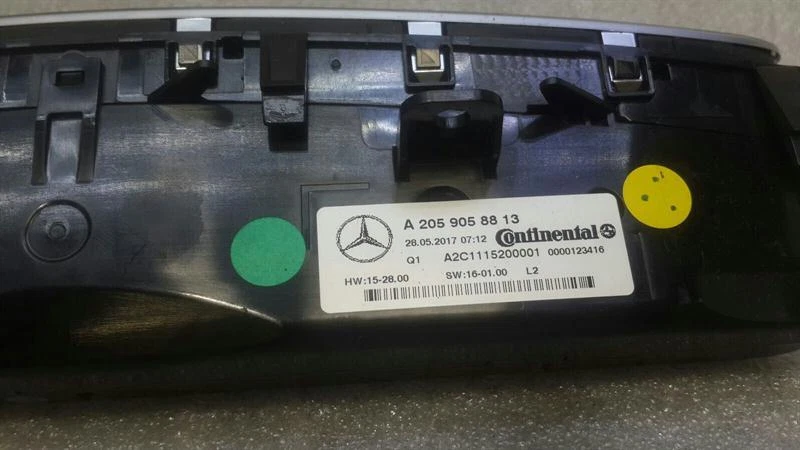 A 205 905 88 13
28.05.2017 07:12 Continental
Q1 A2C1115200001 0000123416
HW:15-28.00 SW:16-01.00 L2